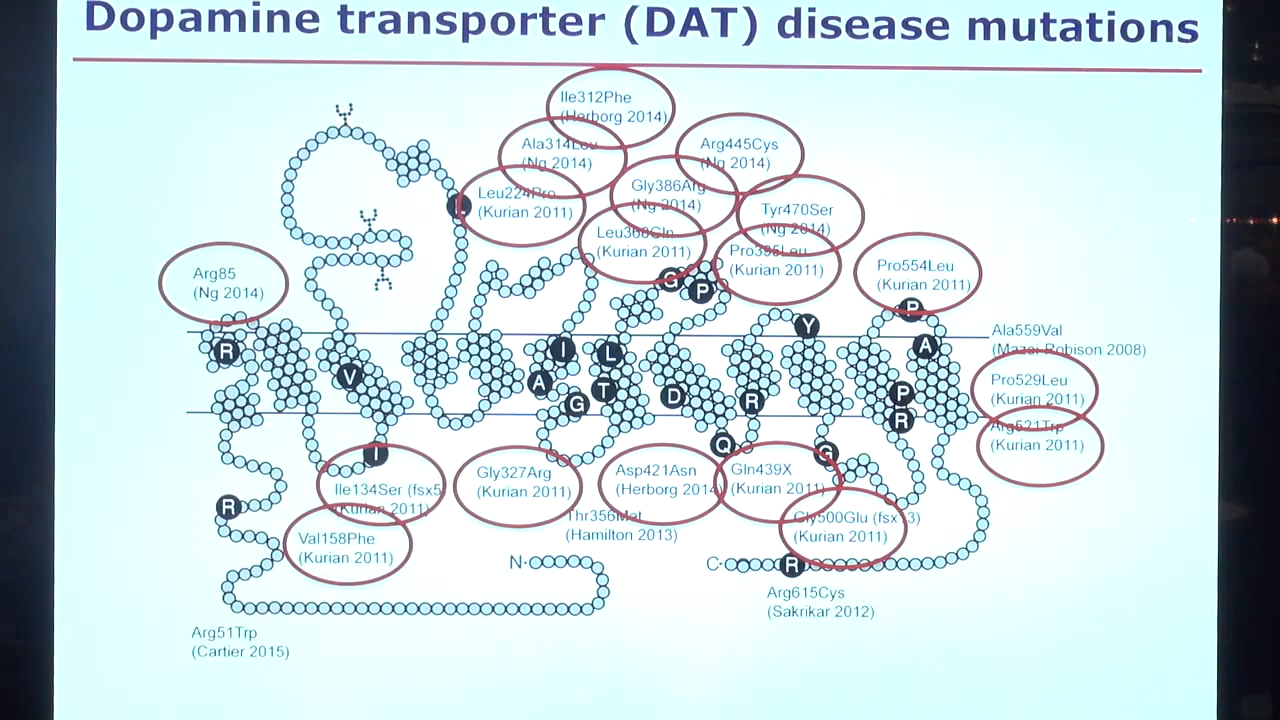 Dopamine transporter (DAT) disease mutations
Ile312Phe
(Herborg 2014)
Ala314Leu
(Ng 2014)
Arg445Cys
(Ng 2014)
Leu224Pro
(Kurian 2011)
Gly386Arg
(Ng 2014)
Tyr470Ser
(Ng 2014)
Leu368Gln
(Kurian 2011)
Pro395Leu
(Kurian 2011)
Arg85
(Ng 2014)
Pro554Leu
(Kurian 2011)
Ala559Val
(Mazei-Robison 2008)
Pro529Leu
(Kurian 2011)
Arg521Trp
(Kurian 2011)
L
G
P
P
Y
R
V
I
L
A
A
G
T
D
R
P
R
Q
G
I
R
Ile134Ser (fsx5
(Kurian 2011)
Gly327Arg
(Kurian 2011)
Asp421Asn
(Herborg 2014)
Gln439X
(Kurian 2011)
Thr356Met
(Hamilton 2013)
Gly500Glu (fsx 3)
(Kurian 2011)
Val158Phe
(Kurian 2011)
N-
C-
R
Arg615Cys
(Sakrikar 2012)
Arg51Trp
(Cartier 2015)